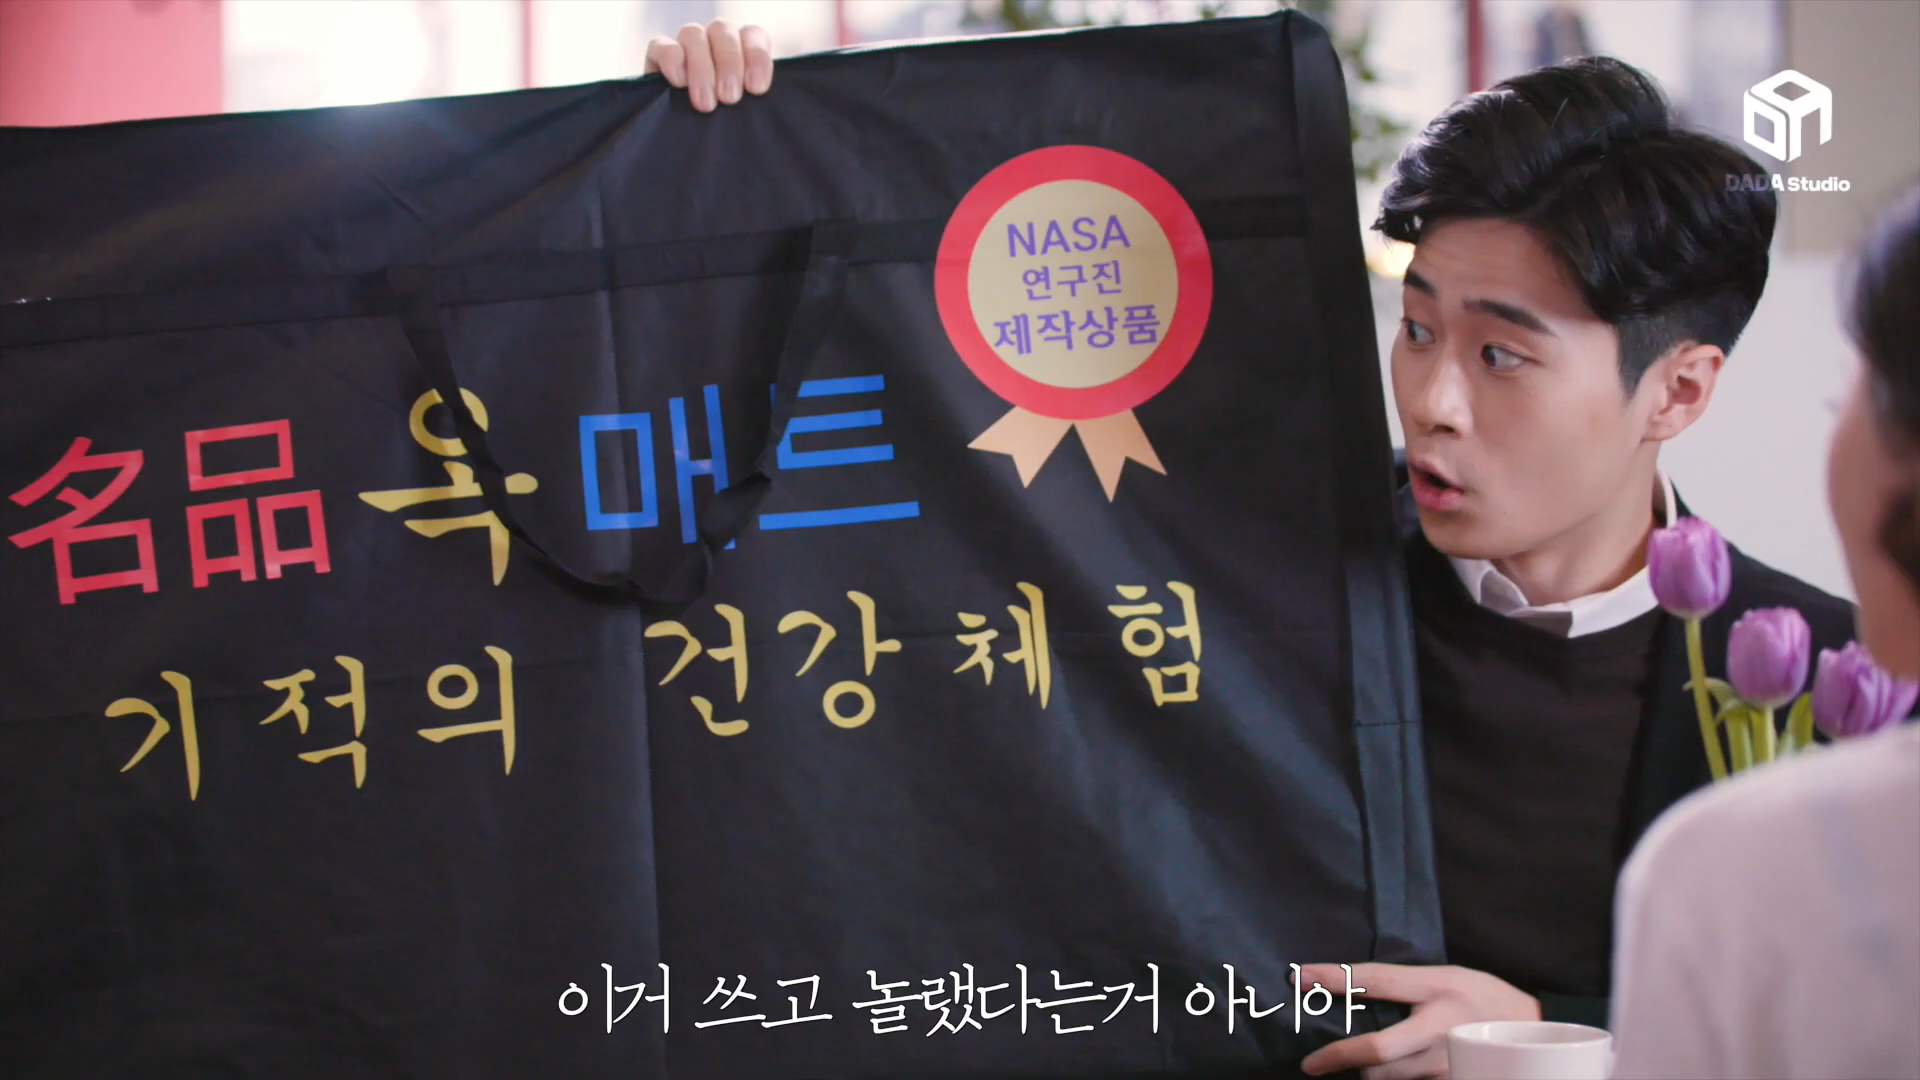 DADA Studio
NASA
연구진
제작상품
名品 옥 매트
기적의 건강체험
이거 쓰고 놀랬다는거 아니야